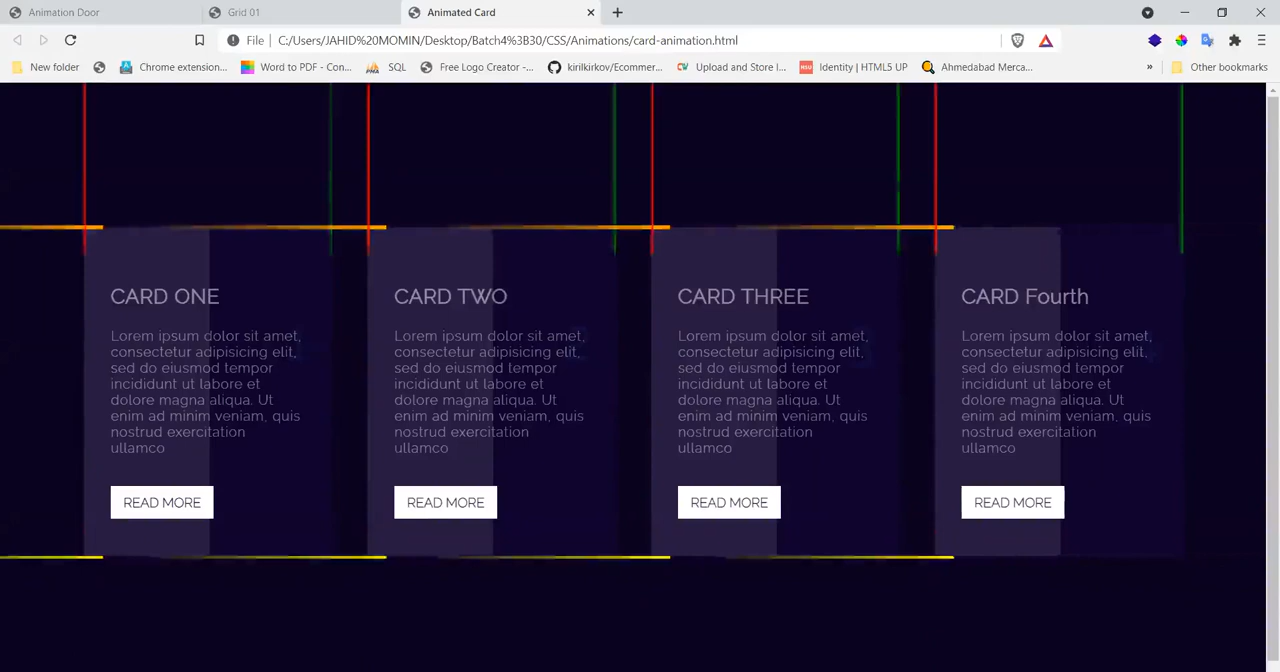 Animation Door
Grid 01
Animated Card
File
C:/Users/JAHID%20MOMIN/Desktop/Batch4%3B30/CSS/Animations/card-animation.html
New folder
Chrome extension...
Word to PDF - Con...
PMA
SQL
Free Logo Creator -...
kirilkirkov/Ecommer...
CV
Upload and Store I...
HSU
Identity | HTML5 UP
Ahmedabad Merca...
»
Other bookmarks
CARD ONE
Lorem ipsum dolor sit amet,
consectetur adipisicing elit,
sed do eiusmod tempor
incididunt ut labore et
dolore magna aliqua. Ut
enim ad minim veniam, quis
nostrud exercitation
ullamco
READ MORE
CARD TWO
Lorem ipsum dolor sit amet,
consectetur adipisicing elit,
sed do eiusmod tempor
incididunt ut labore et
dolore magna aliqua. Ut
enim ad minim veniam, quis
nostrud exercitation
ullamco
READ MORE
CARD THREE
Lorem ipsum dolor sit amet,
consectetur adipisicing elit,
sed do eiusmod tempor
incididunt ut labore et
dolore magna aliqua. Ut
enim ad minim veniam, quis
nostrud exercitation
ullamco
READ MORE
CARD Fourth
Lorem ipsum dolor sit amet,
consectetur adipisicing elit,
sed do eiusmod tempor
incididunt ut labore et
dolore magna aliqua. Ut
enim ad minim veniam, quis
nostrud exercitation
ullamco
READ MORE